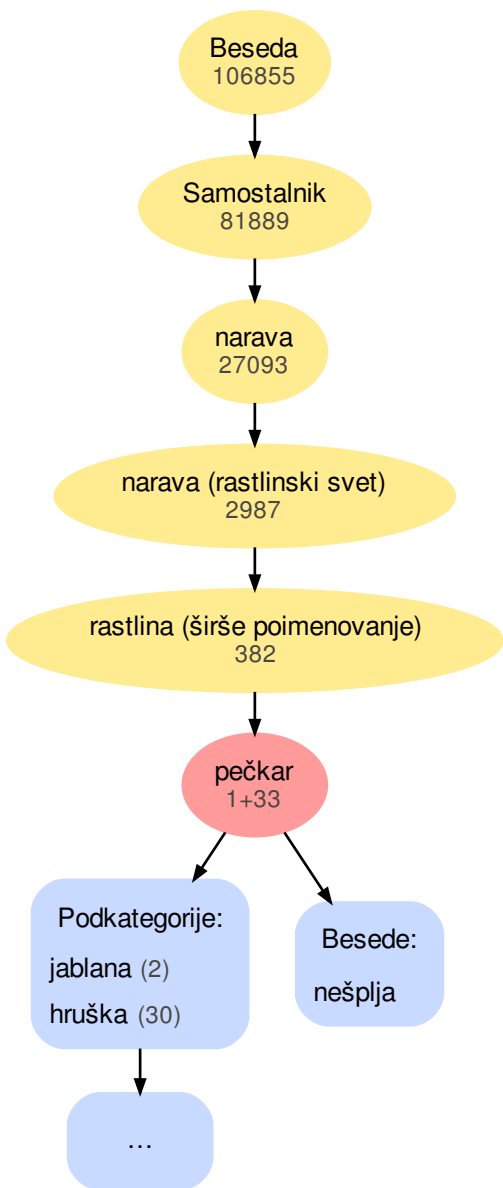 Beseda
106855
Samostalnik
81889
narava
27093
narava (rastlinski svet)
2987
rastlina (širše poimenovanje)
382
pečkar
1+33
Podkategorije:
jablana (2)
hruška (30)
Besede:
nešplja
...